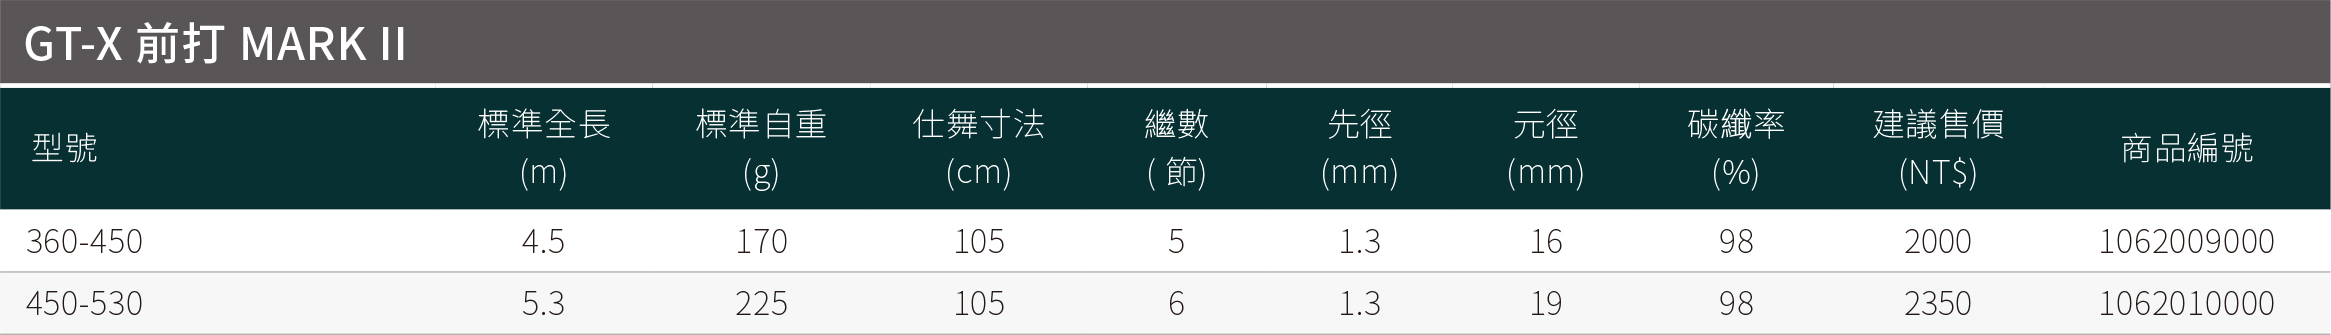 GT-X 前打 MARK II
型號 標準全長 (m) 標準自重 (g) 仕舞寸法 (cm) 繼數 ( 節) 先徑 (mm) 元徑 (mm) 碳纖率 (%) 建議售價 (NT$) 商品編號
360-450 4.5 170 105 5 1.3 16 98 2000 1062009000
450-530 5.3 225 105 6 1.3 19 98 2350 1062010000